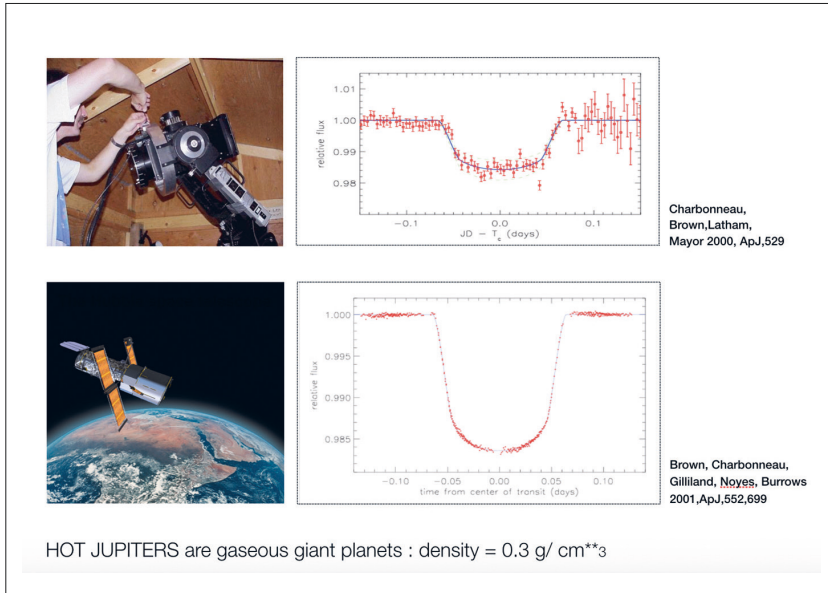 1.01
1.00
0.99
0.98
relative flux
-0.1
0.0
0.1
JD - T_c (days)
Charbonneau,
Brown,Latham,
Mayor 2000, ApJ,529
1.000
0.995
0.990
0.985
relative flux
-0.10
-0.05
0.00
0.05
0.10
time from center of transit (days)
Brown, Charbonneau,
Gilliland, Noyes, Burrows
2001,ApJ,552,699
HOT JUPITERS are gaseous giant planets : density = 0.3 g/ cm**3